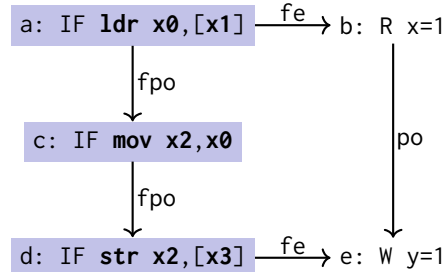 a: IF ldr x0,[x1] fe b: R x=1
fpo
c: IF mov x2,x0 po
fpo
d: IF str x2,[x3] fe e: W y=1